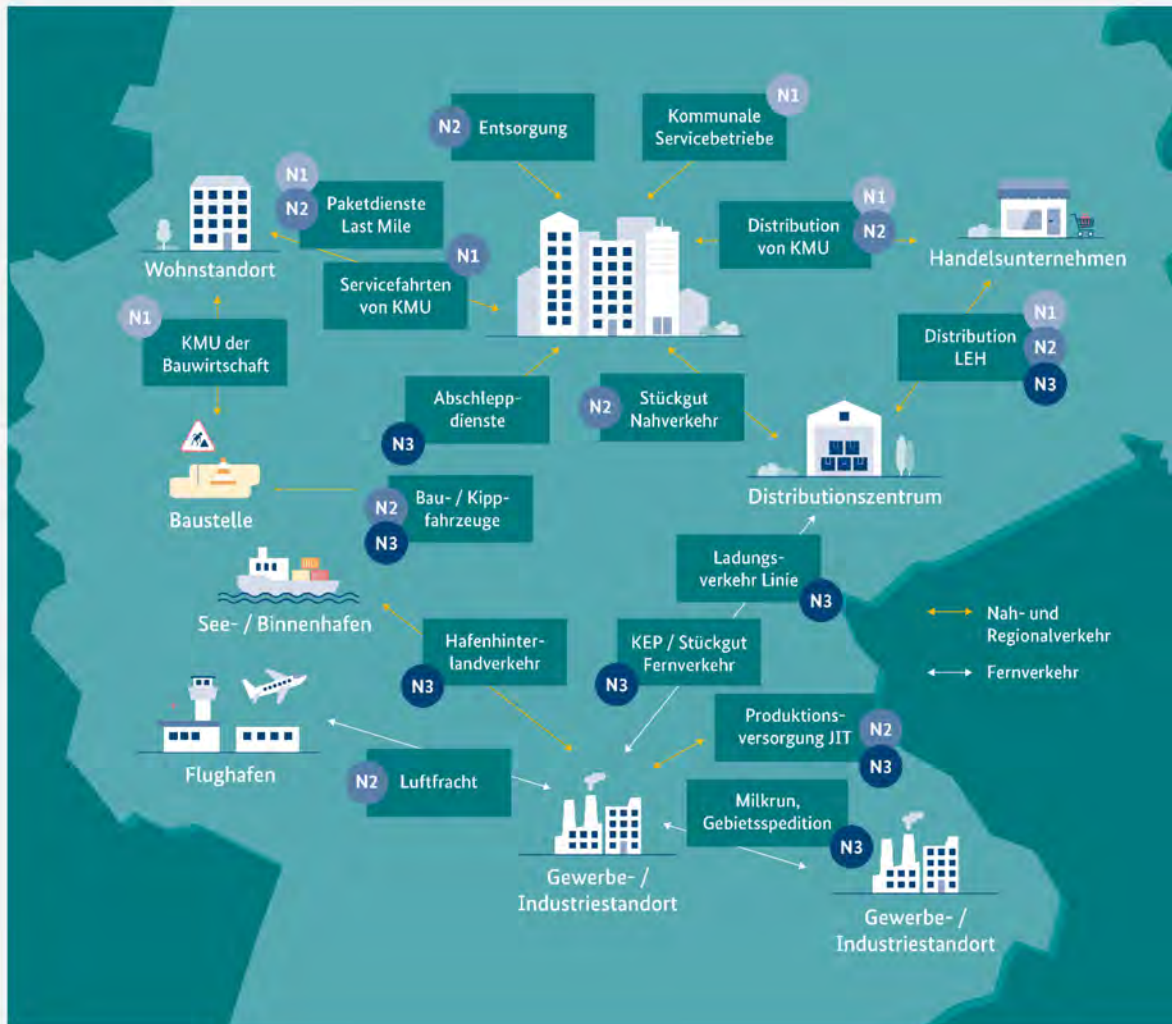 N2
Entsorgung
N1
Kommunale
Servicebetriebe
N1
N2
Paketdienste
Last Mile
N1
Servicefahrten
von KMU
Wohnstandort
N1
N2
Distribution
von KMU
Handelsunternehmen
N1
KMU der
Bauwirtschaft
Abschlepp-
dienste
N3
N2
Stückgut
Nahverkehr
Distribution
LEH
N1
N2
N3
Baustelle
N2
N3
Bau- / Kipp-
fahrzeuge
Distributionszentrum
See- / Binnenhafen
Hafenhinter-
landverkehr
N3
Ladungs-
verkehr Linie
N3
KEP / Stückgut
Fernverkehr
N3
Nah- und
Regionalverkehr
Fernverkehr
Flughafen
N2
Luftfracht
Produktions-
versorgung JIT
N2
N3
Milkrun,
Gebietsspedition
N3
Gewerbe- /
Industriestandort
Gewerbe- /
Industriestandort